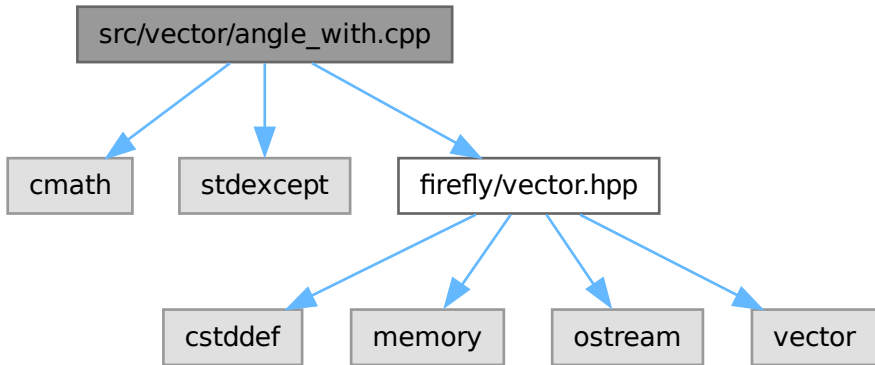 src/vector/angle_with.cpp
cmath
stdexcept
firefly/vector.hpp
cstddef
memory
ostream
vector